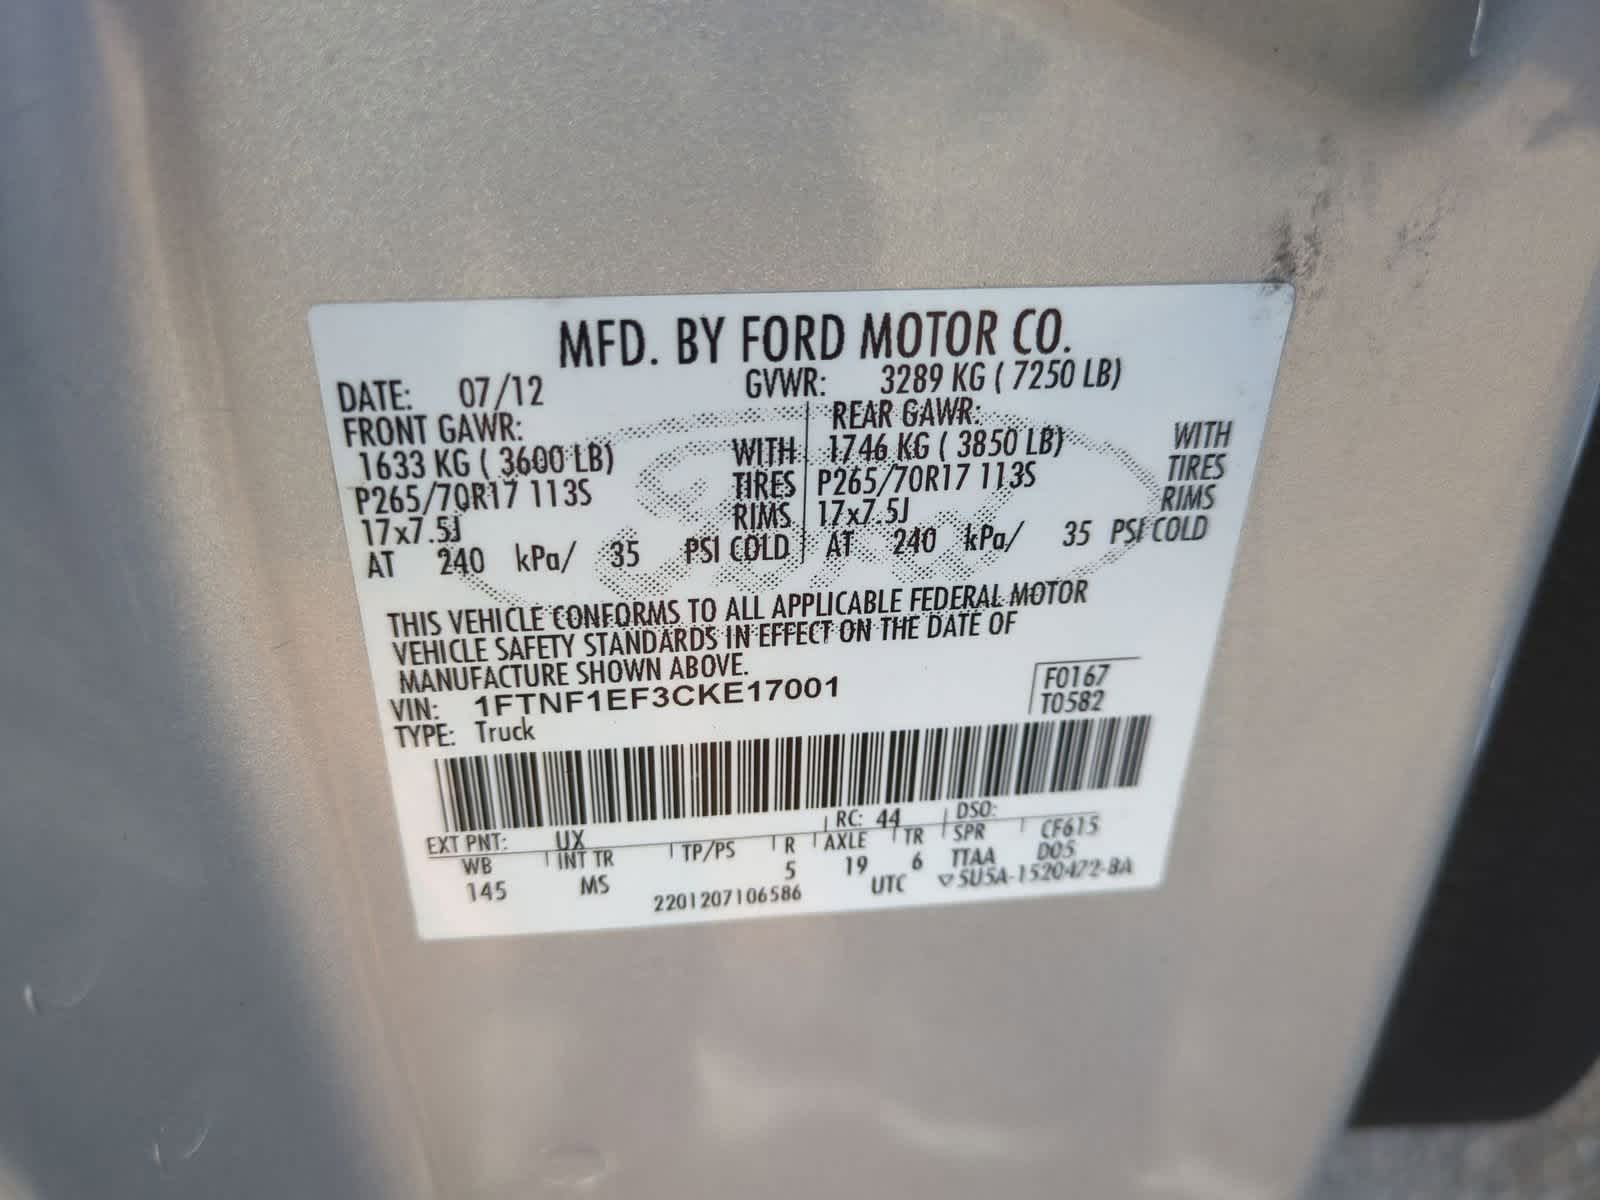 MFD. BY FORD MOTOR CO.
DATE: 07/12 GVWR: 3289 KG ( 7250 LB)
FRONT GAWR: REAR GAWR:
1633 KG ( 3600 LB) WITH 1746 KG ( 3850 LB) WITH
P265/70R17 113S TIRES P265/70R17 113S TIRES
17x7.5J RIMS 17x7.5J RIMS
AT 240 kPa/ 35 PSI COLD AT 240 kPa/ 35 PSI COLD
THIS VEHICLE CONFORMS TO ALL APPLICABLE FEDERAL MOTOR
VEHICLE SAFETY STANDARDS IN EFFECT ON THE DATE OF
MANUFACTURE SHOWN ABOVE.
VIN: 1FTNF1EF3CKE17001 F0167
TYPE: Truck T0582
EXT PNT: UX RC: 44 DSO:
WB INT TR TP/PS R AXLE TR SPR CF615
145 MS 5 19 6 TTAA D05
2201207106586 UTC ▽5U5A-1520472-BA
Ford